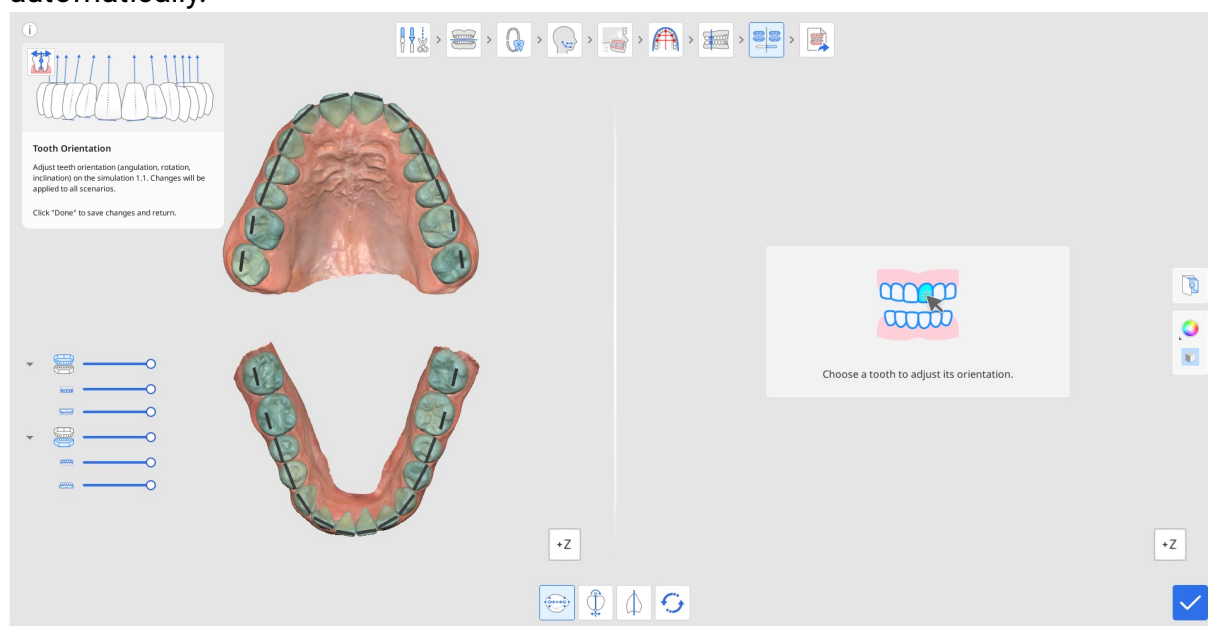 automatically.
Tooth Orientation
Adjust teeth orientation (angulation, rotation,
inclination) on the simulation 1.1. Changes will be
applied to all scenarios.
Click "Done" to save changes and return.
Choose a tooth to adjust its orientation.
+Z
+Z